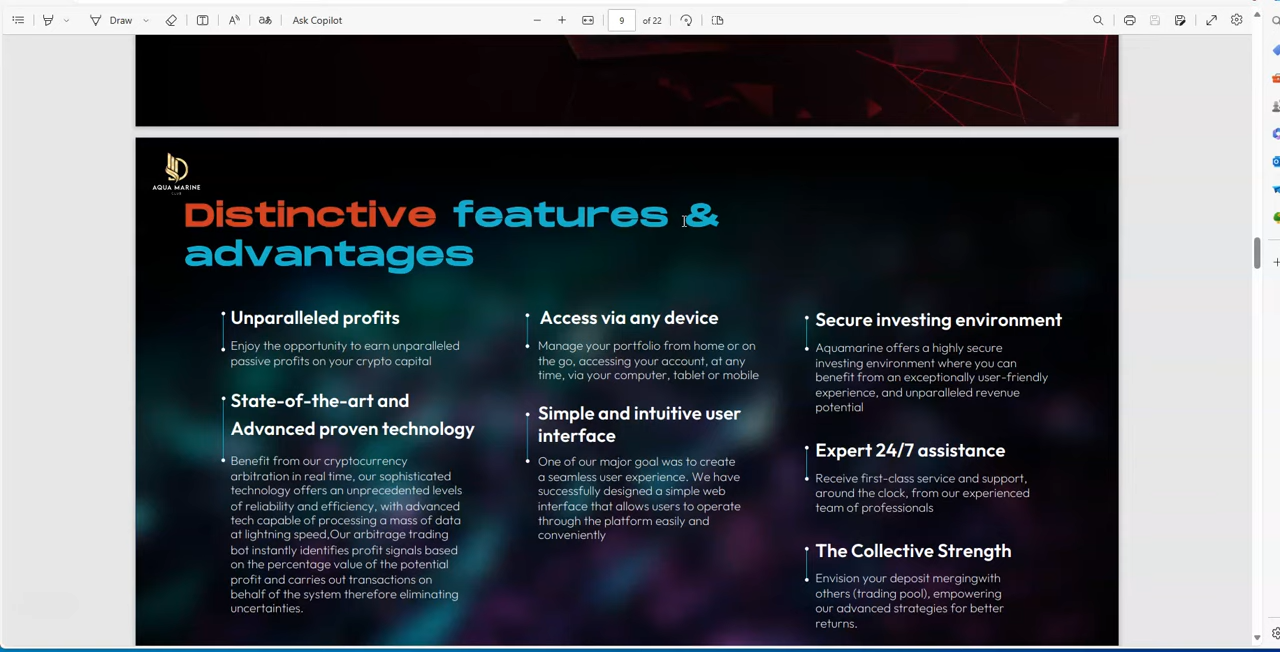 Draw
Ask Copilot
9 of 22
AQUA MARINE
CLUB
Distinctive features &
advantages
Unparalleled profits
Enjoy the opportunity to earn unparalleled
passive profits on your crypto capital
State-of-the-art and
Advanced proven technology
Benefit from our cryptocurrency
arbitration in real time, our sophisticated
technology offers an unprecedented levels
of reliability and efficiency, with advanced
tech capable of processing a mass of data
at lightning speed,Our arbitrage trading
bot instantly identifies profit signals based
on the percentage value of the potential
profit and carries out transactions on
behalf of the system therefore eliminating
uncertainties.
Access via any device
Manage your portfolio from home or on
the go, accessing your account, at any
time, via your computer, tablet or mobile
Simple and intuitive user
interface
One of our major goal was to create
a seamless user experience. We have
successfully designed a simple web
interface that allows users to operate
through the platform easily and
conveniently
Secure investing environment
Aquamarine offers a highly secure
investing environment where you can
benefit from an exceptionally user-friendly
experience, and unparalleled revenue
potential
Expert 24/7 assistance
Receive first-class service and support,
around the clock, from our experienced
team of professionals
The Collective Strength
Envision your deposit mergingwith
others (trading pool), empowering
our advanced strategies for better
returns.